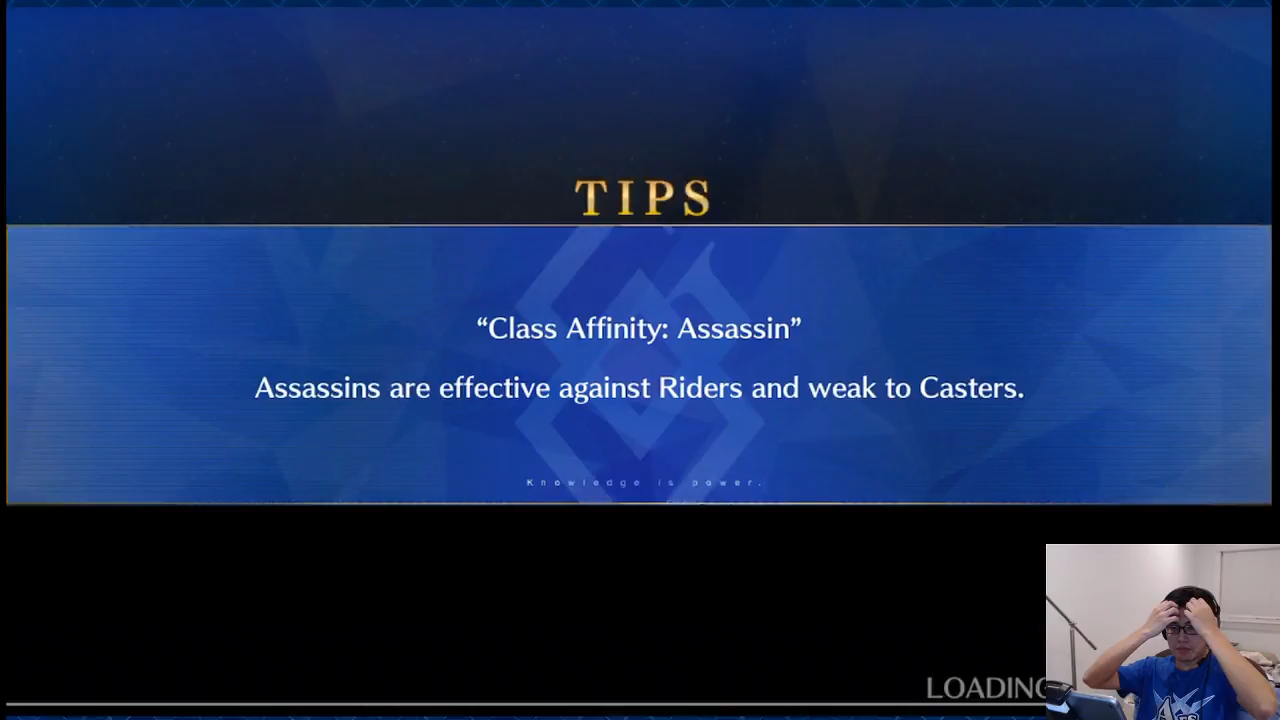 TIPS
“Class Affinity: Assassin”
Assassins are effective against Riders and weak to Casters.
Knowledge is power.
LOADING